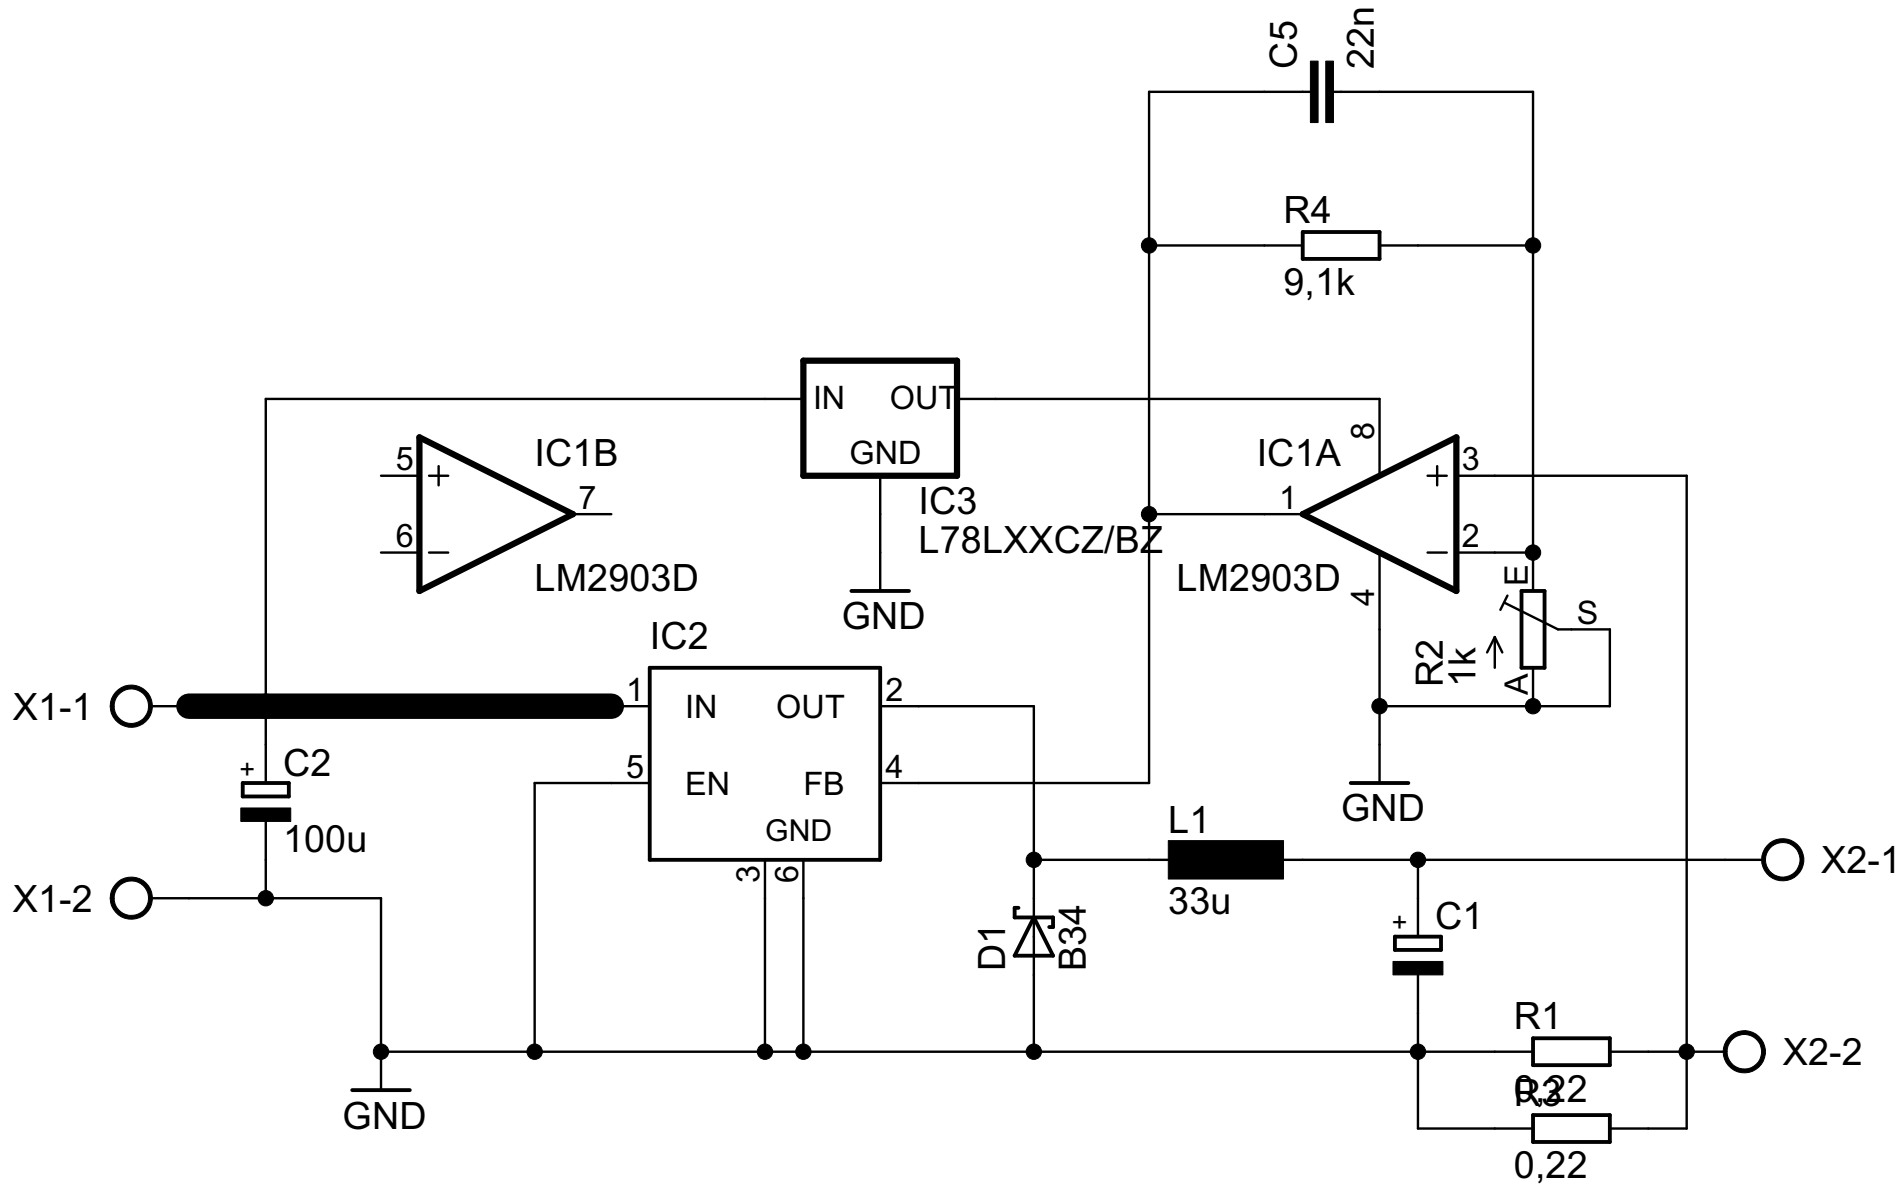 C5
22n
R4
9,1k
IN OUT
GND
IC3
L78LXXCZ/BZ
GND
IC1B
5
+
6
−
7
LM2903D
IC1A
8
3
+
1
2
−
4
LM2903D
E
S
A
R2
1k
GND
IC2
1
IN OUT
2
5
EN FB
4
GND
3
6
X1-1
+
C2
100u
X1-2
L1
33u
X2-1
D1
B34
+
C1
R1
0,22
R3
0,22
X2-2
GND